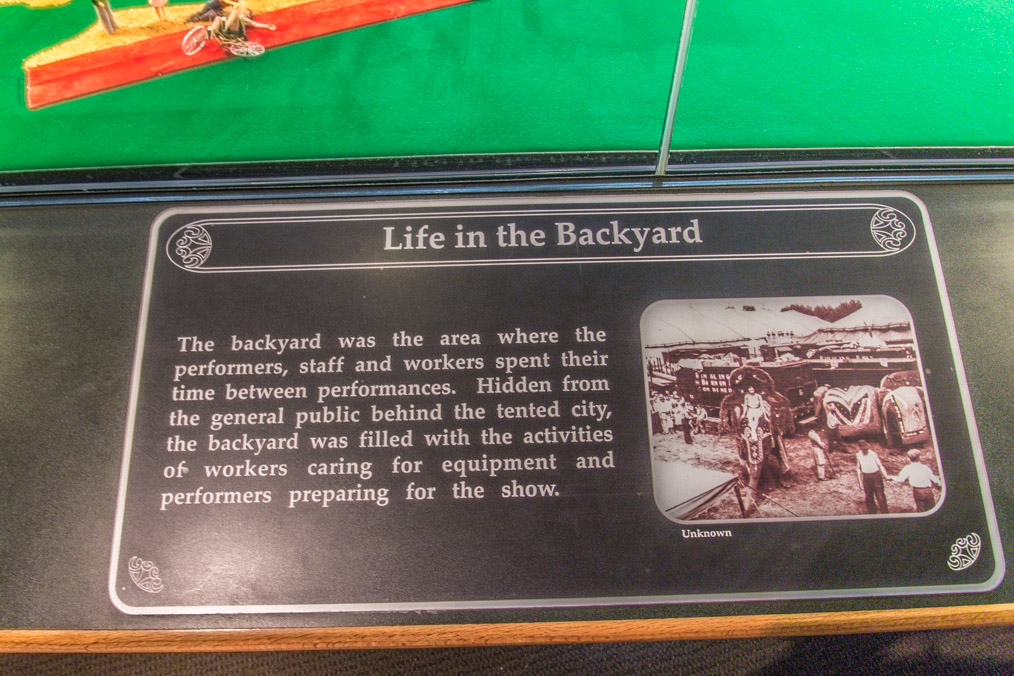 Life in the Backyard
The backyard was the area where the
performers, staff and workers spent their
time between performances. Hidden from
the general public behind the tented city,
the backyard was filled with the activities
of workers caring for equipment and
performers preparing for the show.
Unknown